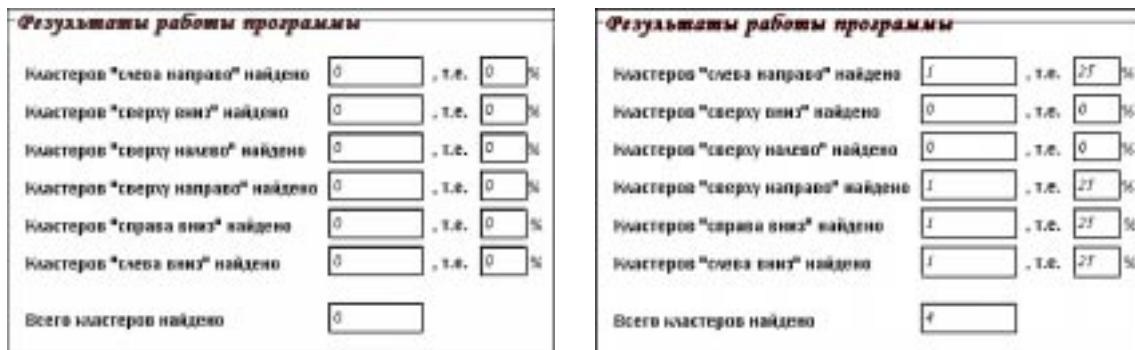 Результаты работы программы
Кластеров "слева направо" найдено 0 , т.е. 0 %
Кластеров "сверху вниз" найдено 0 , т.е. 0 %
Кластеров "сверху налево" найдено 0 , т.е. 0 %
Кластеров "сверху направо" найдено 0 , т.е. 0 %
Кластеров "справа вниз" найдено 0 , т.е. 0 %
Кластеров "слева вниз" найдено 0 , т.е. 0 %
Всего кластеров найдено 0
Результаты работы программы
Кластеров "слева направо" найдено 1 , т.е. 25 %
Кластеров "сверху вниз" найдено 0 , т.е. 0 %
Кластеров "сверху налево" найдено 0 , т.е. 0 %
Кластеров "сверху направо" найдено 1 , т.е. 25 %
Кластеров "справа вниз" найдено 1 , т.е. 25 %
Кластеров "слева вниз" найдено 1 , т.е. 25 %
Всего кластеров найдено 4